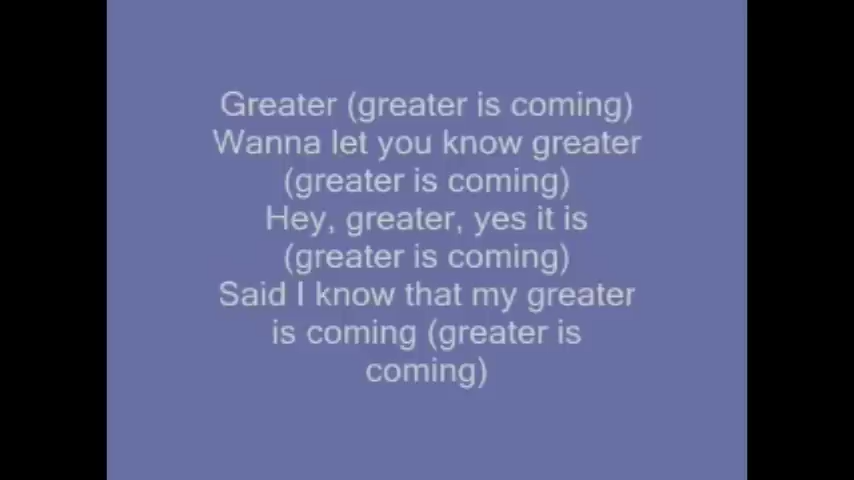 Greater (greater is coming)
Wanna let you know greater
(greater is coming)
Hey, greater, yes it is
(greater is coming)
Said I know that my greater
is coming (greater is
coming)